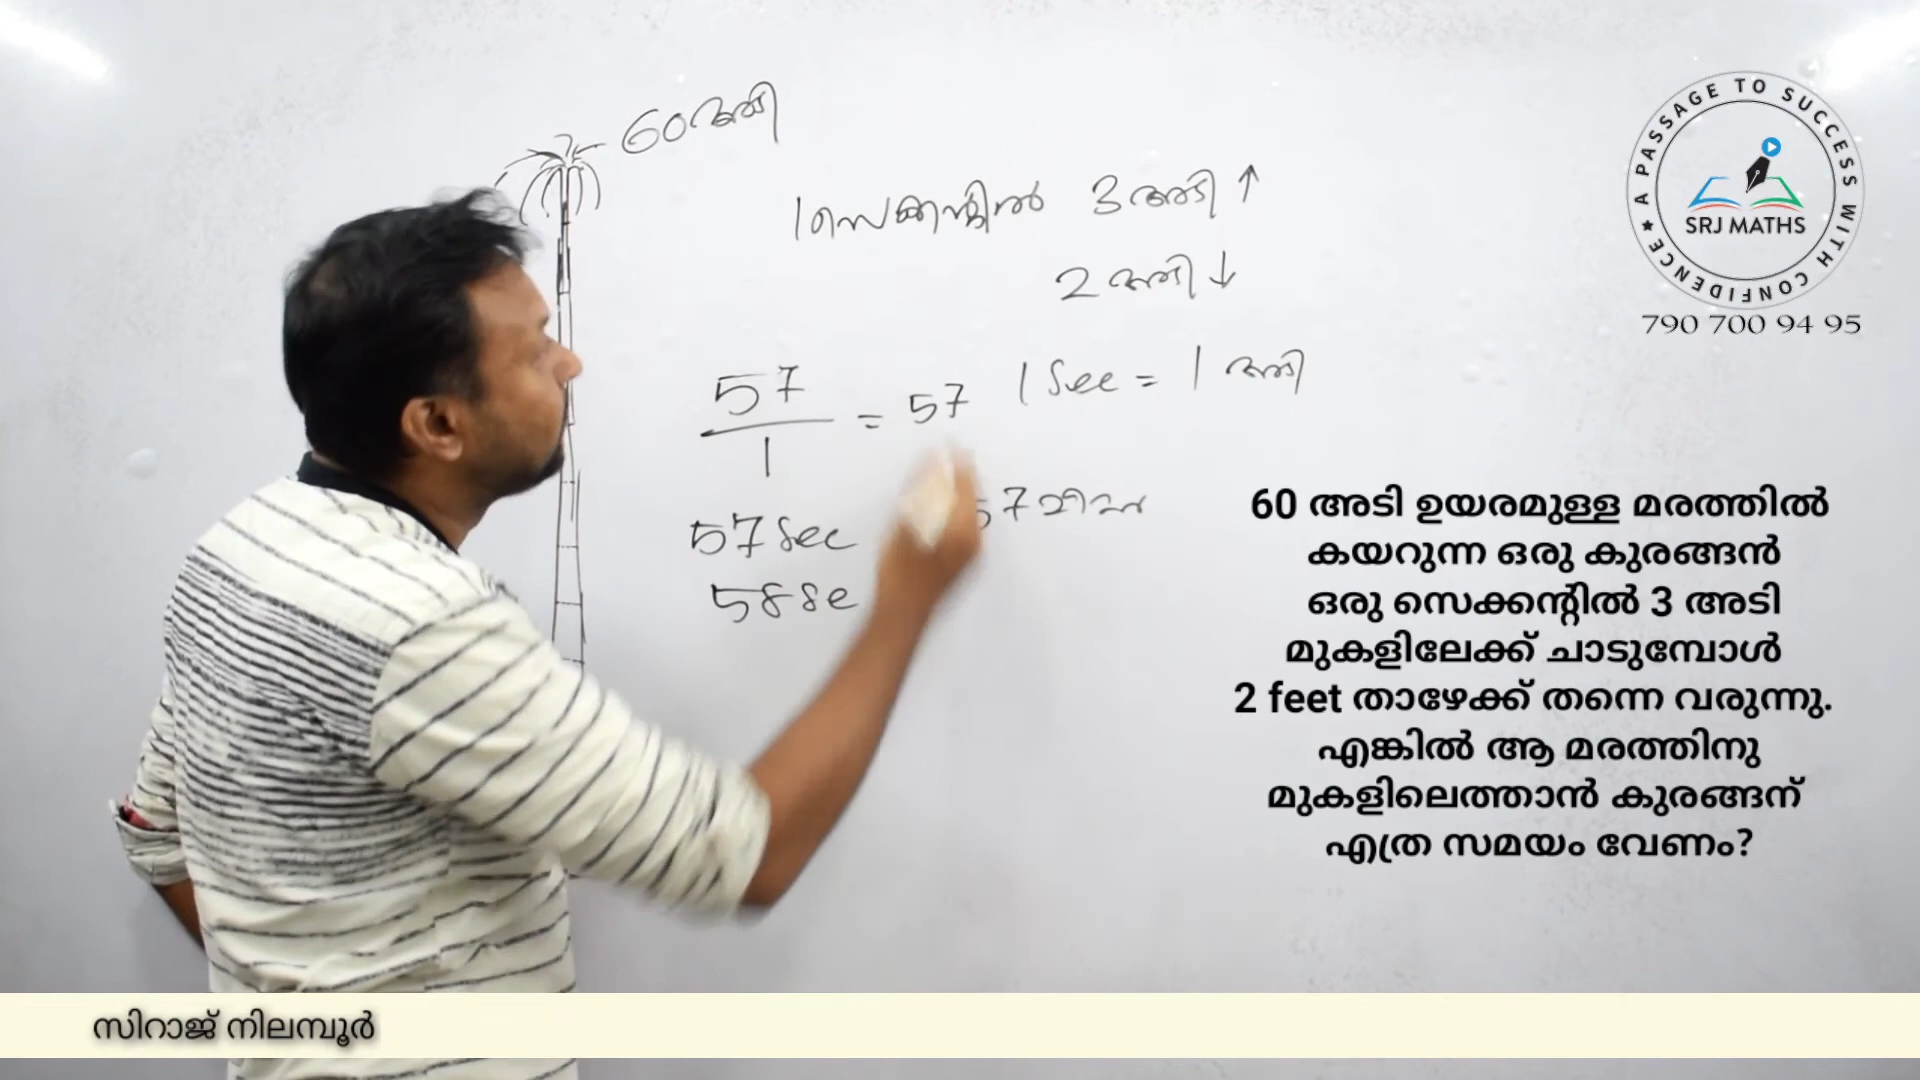 60 അടി
1 സെക്കന്റിൽ 3 അടി ↑
2 അടി ↓
1 Sec = 1 അടി
57
1
= 57
57 sec
58 se
A PASSAGE TO SUCCESS WITH CONFIDENCE
SRJ MATHS
790 700 94 95
60 അടി ഉയരമുള്ള മരത്തിൽ
കയറുന്ന ഒരു കുരങ്ങൻ
ഒരു സെക്കന്റിൽ 3 അടി
മുകളിലേക്ക് ചാടുമ്പോൾ
2 feet താഴേക്ക് തന്നെ വരുന്നു.
എങ്കിൽ ആ മരത്തിനു
മുകളിലെത്താൻ കുരങ്ങന്
എത്ര സമയം വേണം?
സിറാജ് നിലമ്പൂർ